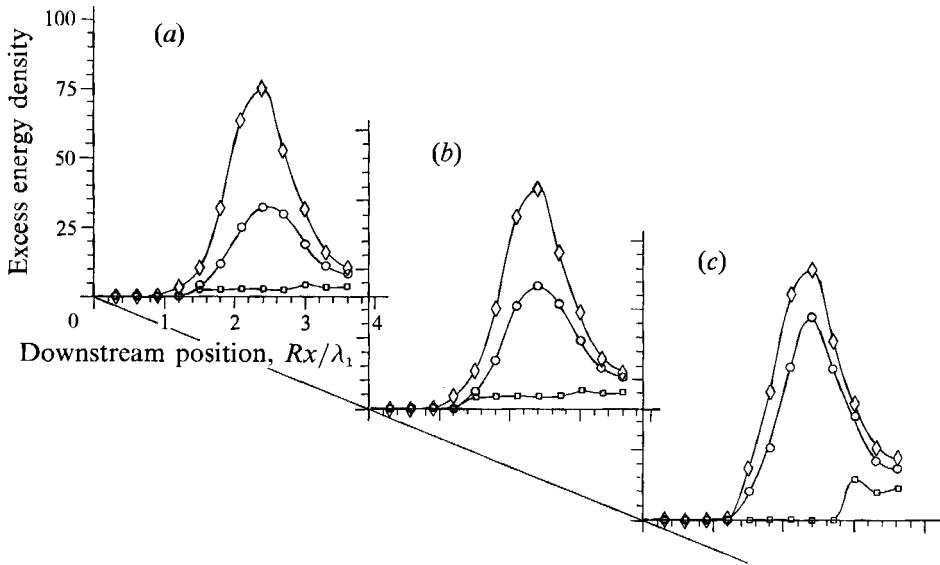 100
(a)
75
(b)
50
(c)
25
Excess energy density
0
1
2
3
4
Downstream position, Rx/λ₁